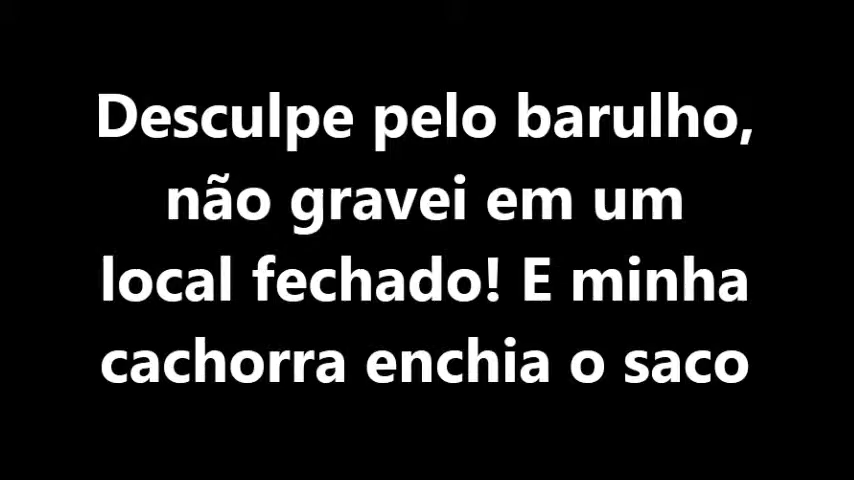 Desculpe pelo barulho,
não gravei em um
local fechado! E minha
cachorra enchia o saco